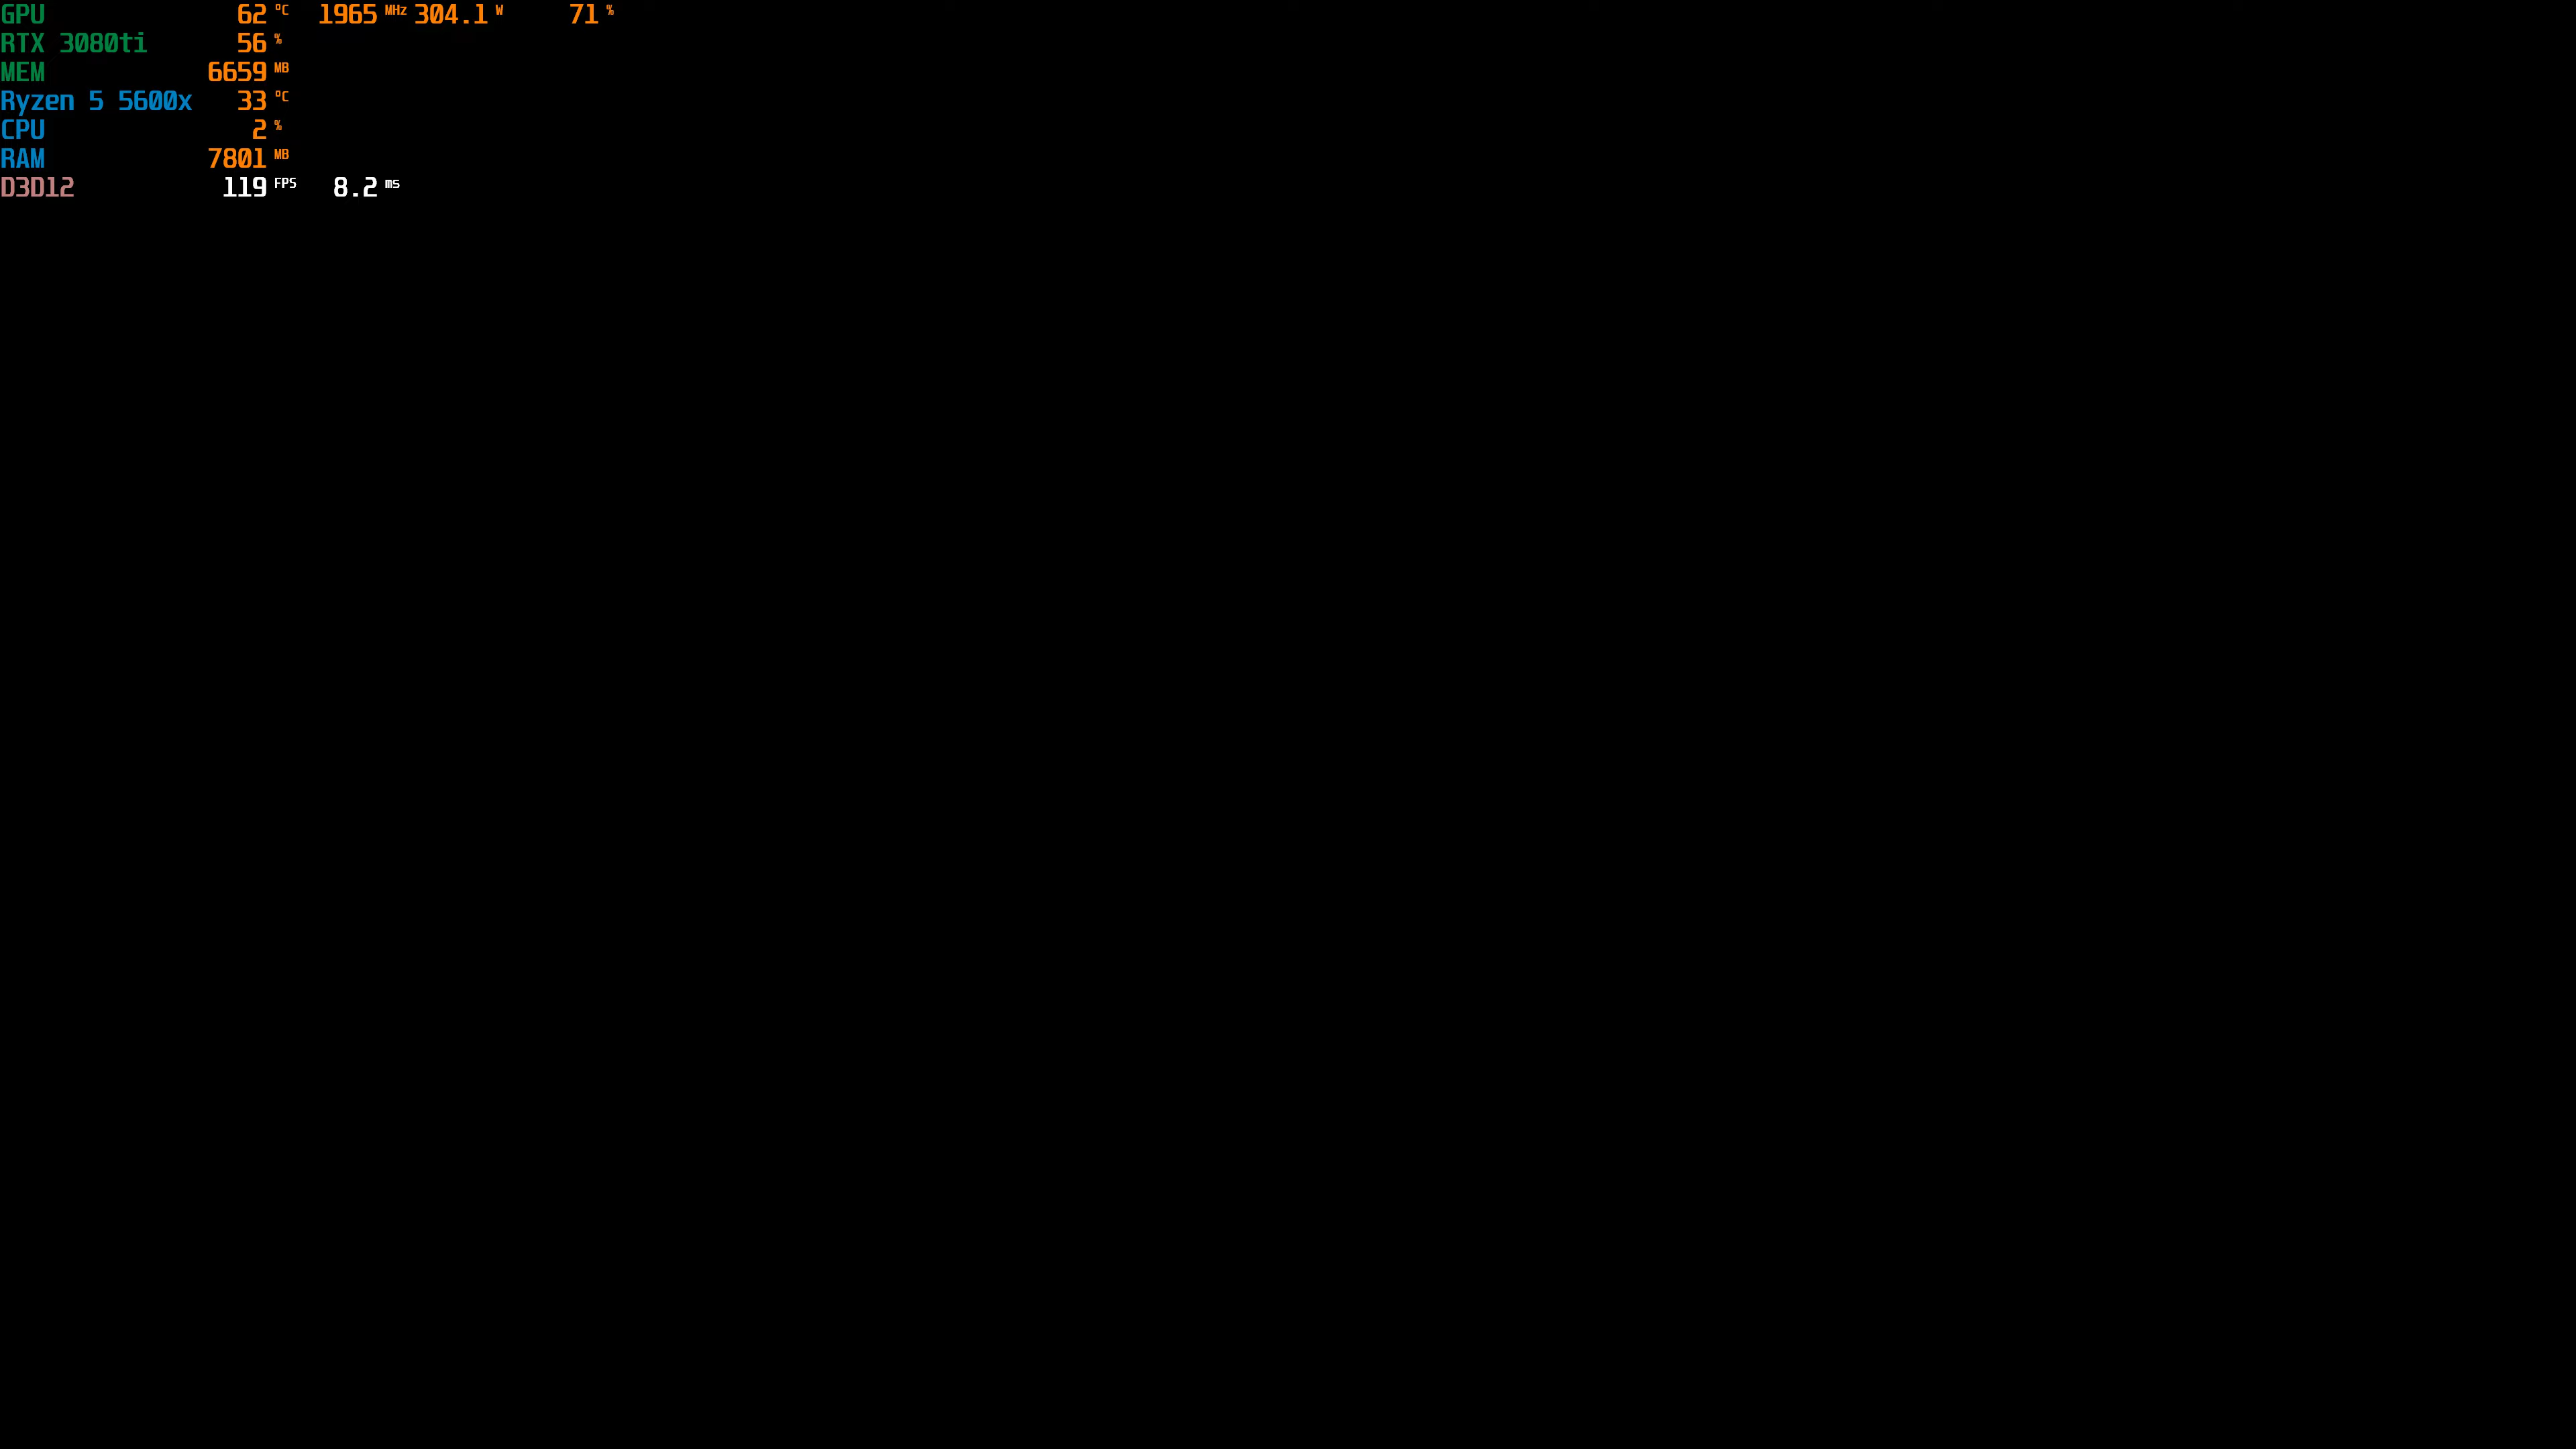 GPU 62 °C 1965 MHz 304.1 W 71 %
RTX 3080ti 56 %
MEM 6659 MB
Ryzen 5 5600x 33 °C
CPU 2 %
RAM 7801 MB
D3D12 119 FPS 8.2 ms